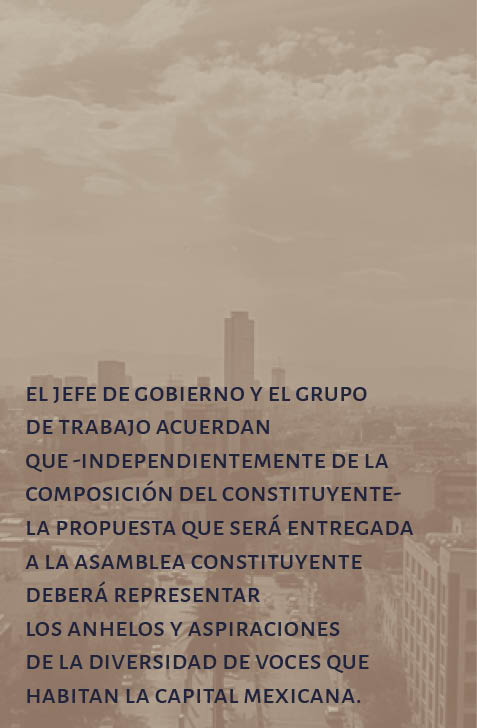 EL JEFE DE GOBIERNO Y EL GRUPO
DE TRABAJO ACUERDAN
QUE -INDEPENDIENTEMENTE DE LA
COMPOSICIÓN DEL CONSTITUYENTE-
LA PROPUESTA QUE SERÁ ENTREGADA
A LA ASAMBLEA CONSTITUYENTE
DEBERÁ REPRESENTAR
LOS ANHELOS Y ASPIRACIONES
DE LA DIVERSIDAD DE VOCES QUE
HABITAN LA CAPITAL MEXICANA.